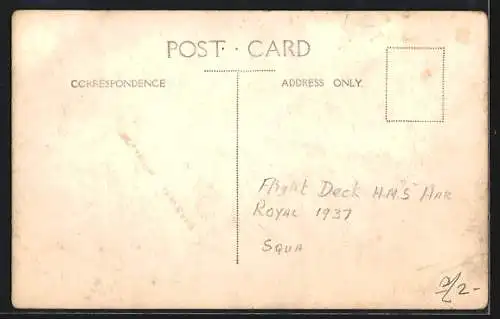 POST · CARD
CORRESPONDENCE
ADDRESS ONLY.
Flight Deck H.M.S Ark
Royal 1937
Squa
2/2-